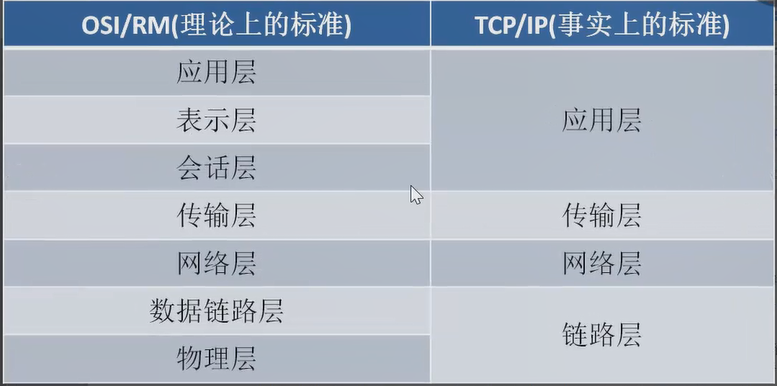 OSI/RM(理论上的标准) TCP/IP(事实上的标准)
应用层
表示层
应用层
会话层
传输层 传输层
网络层 网络层
数据链路层
链路层
物理层